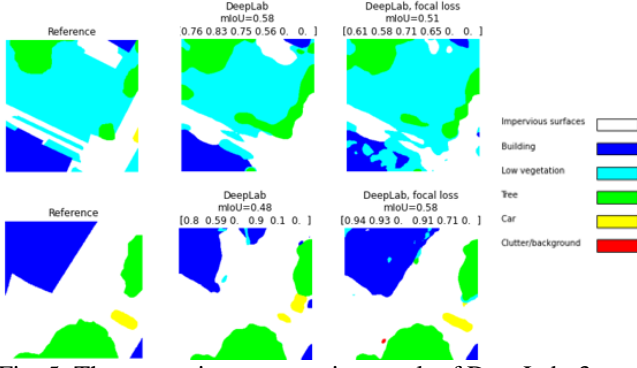 DeepLab
mIoU=0.58
[0.76 0.83 0.75 0.56 0. 0. ]
DeepLab, focal loss
mIoU=0.51
[0.61 0.58 0.71 0.65 0. 0. ]
Reference
Impervious surfaces
Building
Low vegetation
Tree
Car
Clutter/background
Reference
DeepLab
mIoU=0.48
[0.8 0.59 0. 0.9 0.1 0. ]
DeepLab, focal loss
mIoU=0.58
[0.94 0.93 0. 0.91 0.71 0. ]